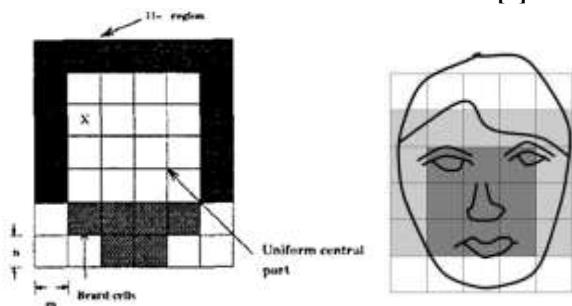 region
X
Uniform central
part
Beard cells